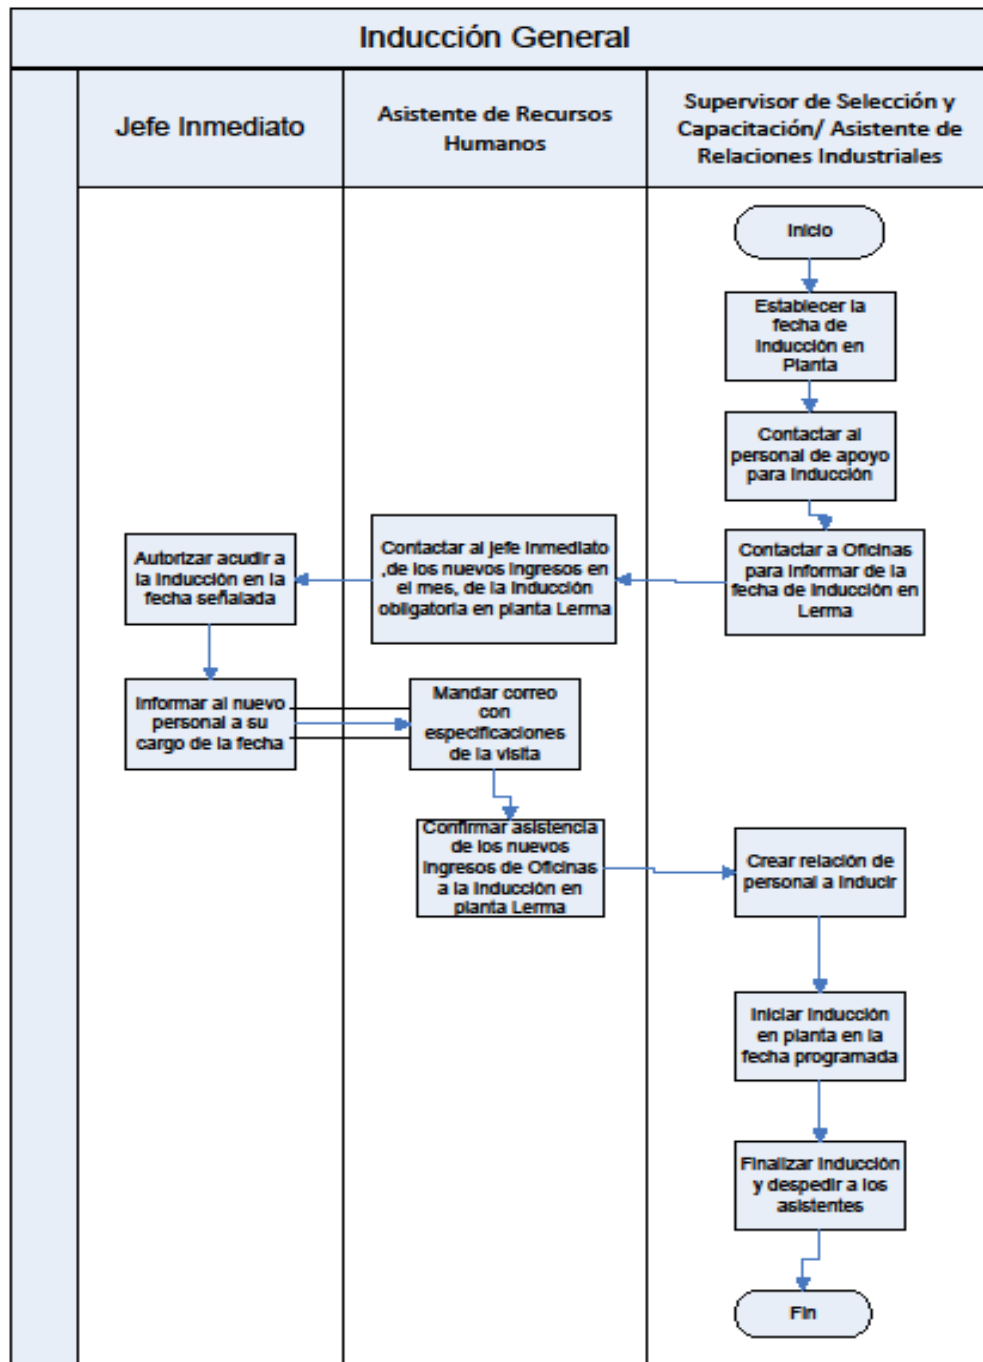 Inducción General
Jefe Inmediato
Asistente de Recursos
Humanos
Supervisor de Selección y
Capacitación/ Asistente de
Relaciones Industriales
Inicio
Establecer la
fecha de
Inducción en
Planta
Contactar al
personal de apoyo
para Inducción
Contactar a Oficinas
para Informar de la
fecha de Inducción en
Lerma
Contactar al jefe Inmediato
,de los nuevos Ingresos en
el mes, de la Inducción
obligatoria en planta Lerma
Autorizar acudir a
la Inducción en la
fecha señalada
Informar al nuevo
personal a su
cargo de la fecha
Mandar correo
con
especificaciones
de la visita
Confirmar asistencia
de los nuevos
Ingresos de Oficinas
a la Inducción en
planta Lerma
Crear relación de
personal a Inducir
Iniciar Inducción
en planta en la
fecha programada
Finalizar Inducción
y despedir a los
asistentes
Fin